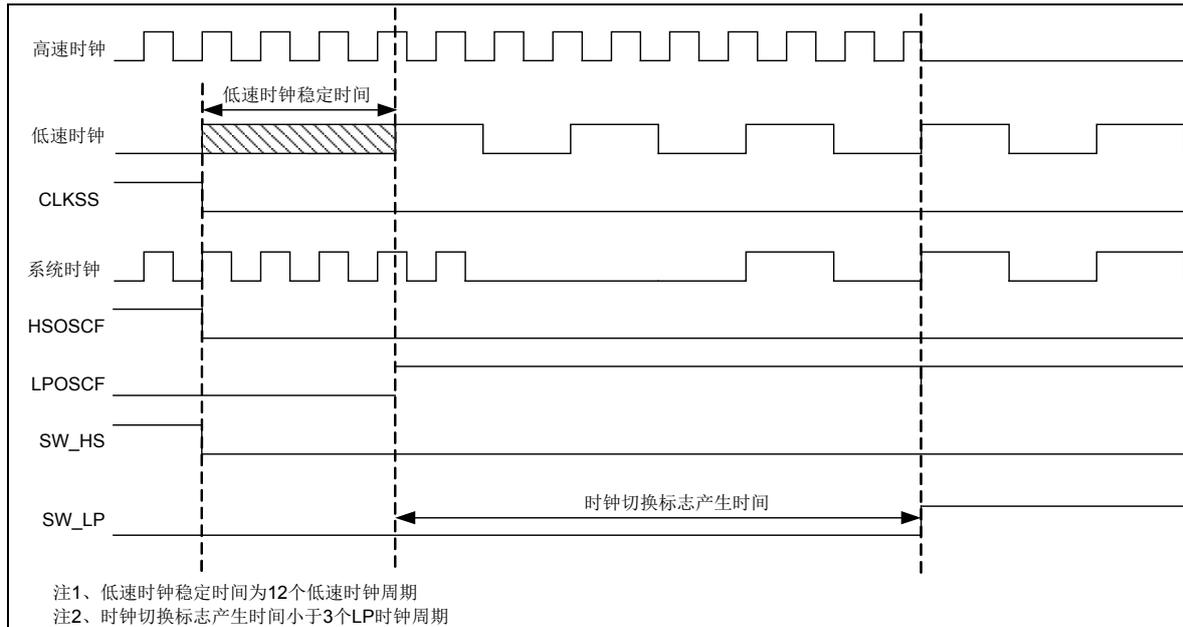 高速时钟
低速时钟稳定时间
低速时钟
CLKSS
系统时钟
HSOSCF
LPOSCF
SW_HS
时钟切换标志产生时间
SW_LP
注1、低速时钟稳定时间为12个低速时钟周期
注2、时钟切换标志产生时间小于3个LP时钟周期